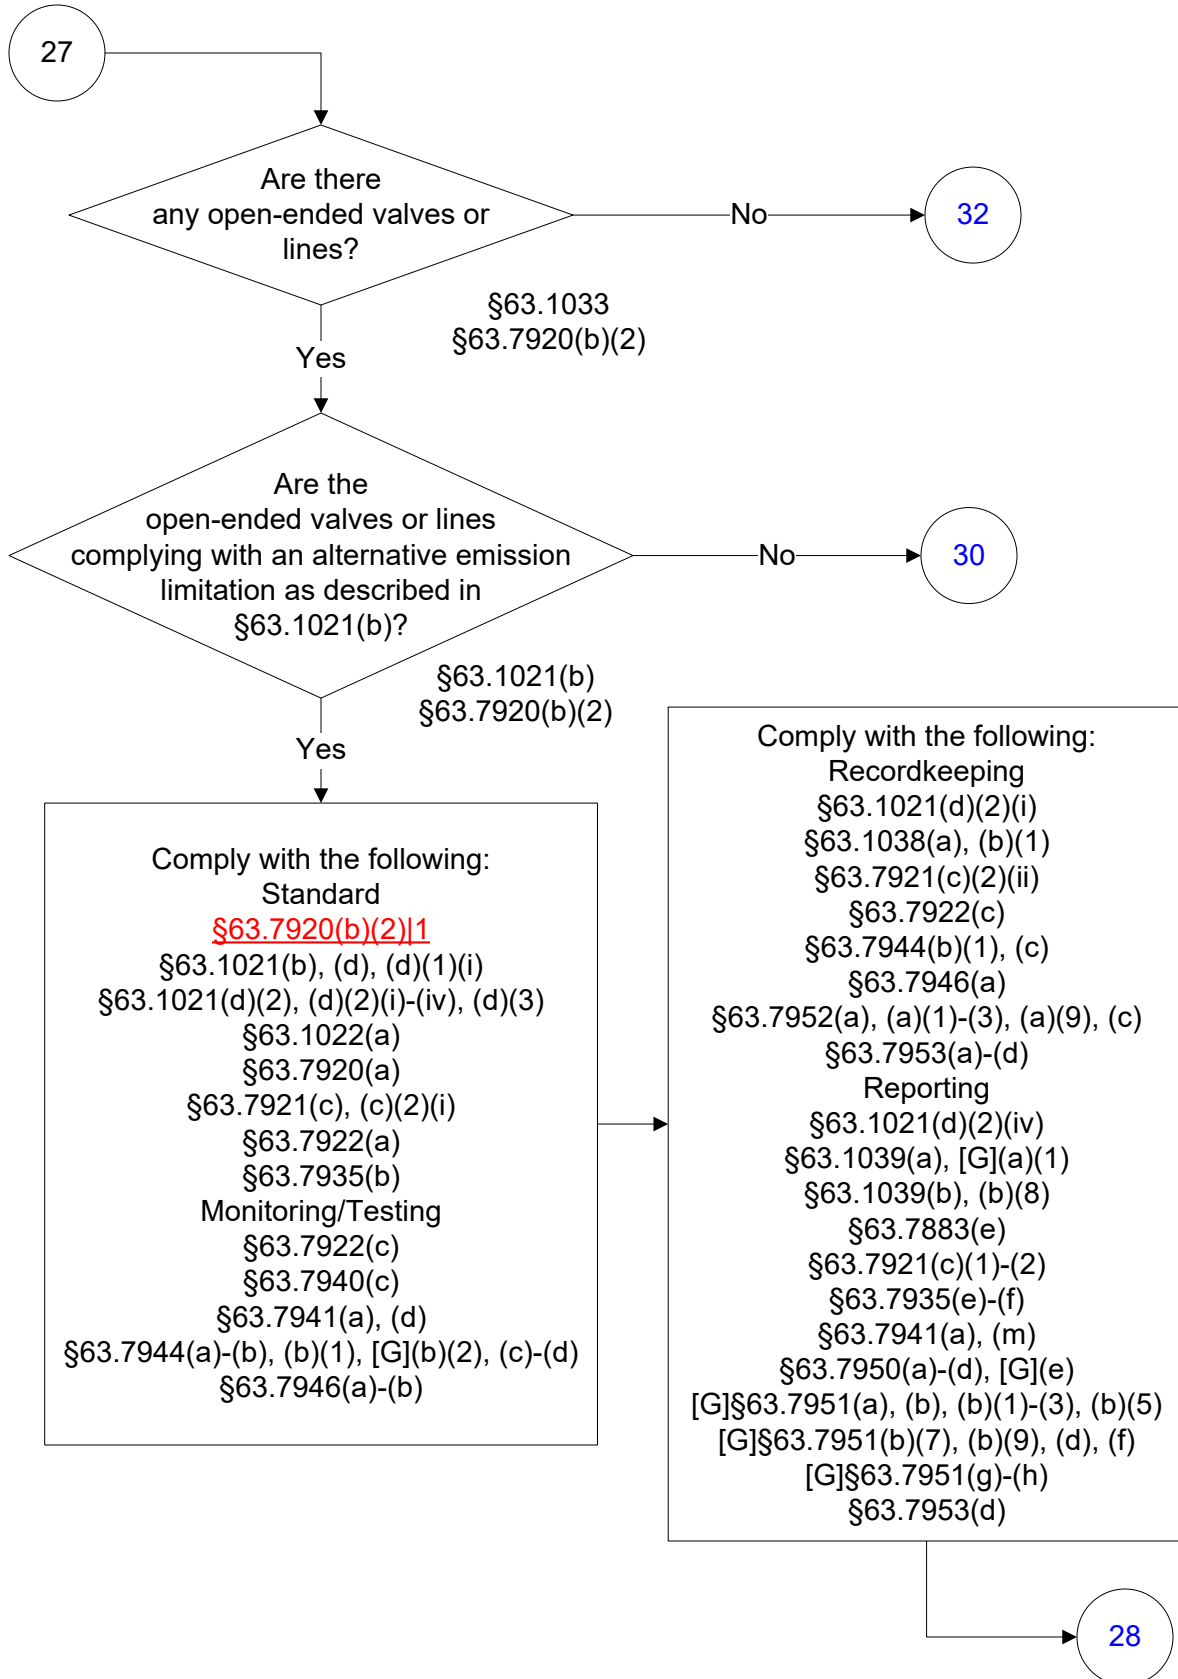 27
Are there
any open-ended valves or
lines?
No
32
§63.1033
§63.7920(b)(2)
Yes
Are the
open-ended valves or lines
complying with an alternative emission
limitation as described in
§63.1021(b)?
No
30
§63.1021(b)
§63.7920(b)(2)
Yes
Comply with the following:
Standard
§63.7920(b)(2)|1
§63.1021(b), (d), (d)(1)(i)
§63.1021(d)(2), (d)(2)(i)-(iv), (d)(3)
§63.1022(a)
§63.7920(a)
§63.7921(c), (c)(2)(i)
§63.7922(a)
§63.7935(b)
Monitoring/Testing
§63.7922(c)
§63.7940(c)
§63.7941(a), (d)
§63.7944(a)-(b), (b)(1), [G](b)(2), (c)-(d)
§63.7946(a)-(b)
Comply with the following:
Recordkeeping
§63.1021(d)(2)(i)
§63.1038(a), (b)(1)
§63.7921(c)(2)(ii)
§63.7922(c)
§63.7944(b)(1), (c)
§63.7946(a)
§63.7952(a), (a)(1)-(3), (a)(9), (c)
§63.7953(a)-(d)
Reporting
§63.1021(d)(2)(iv)
§63.1039(a), [G](a)(1)
§63.1039(b), (b)(8)
§63.7883(e)
§63.7921(c)(1)-(2)
§63.7935(e)-(f)
§63.7941(a), (m)
§63.7950(a)-(d), [G](e)
[G]§63.7951(a), (b), (b)(1)-(3), (b)(5)
[G]§63.7951(b)(7), (b)(9), (d), (f)
[G]§63.7951(g)-(h)
§63.7953(d)
28